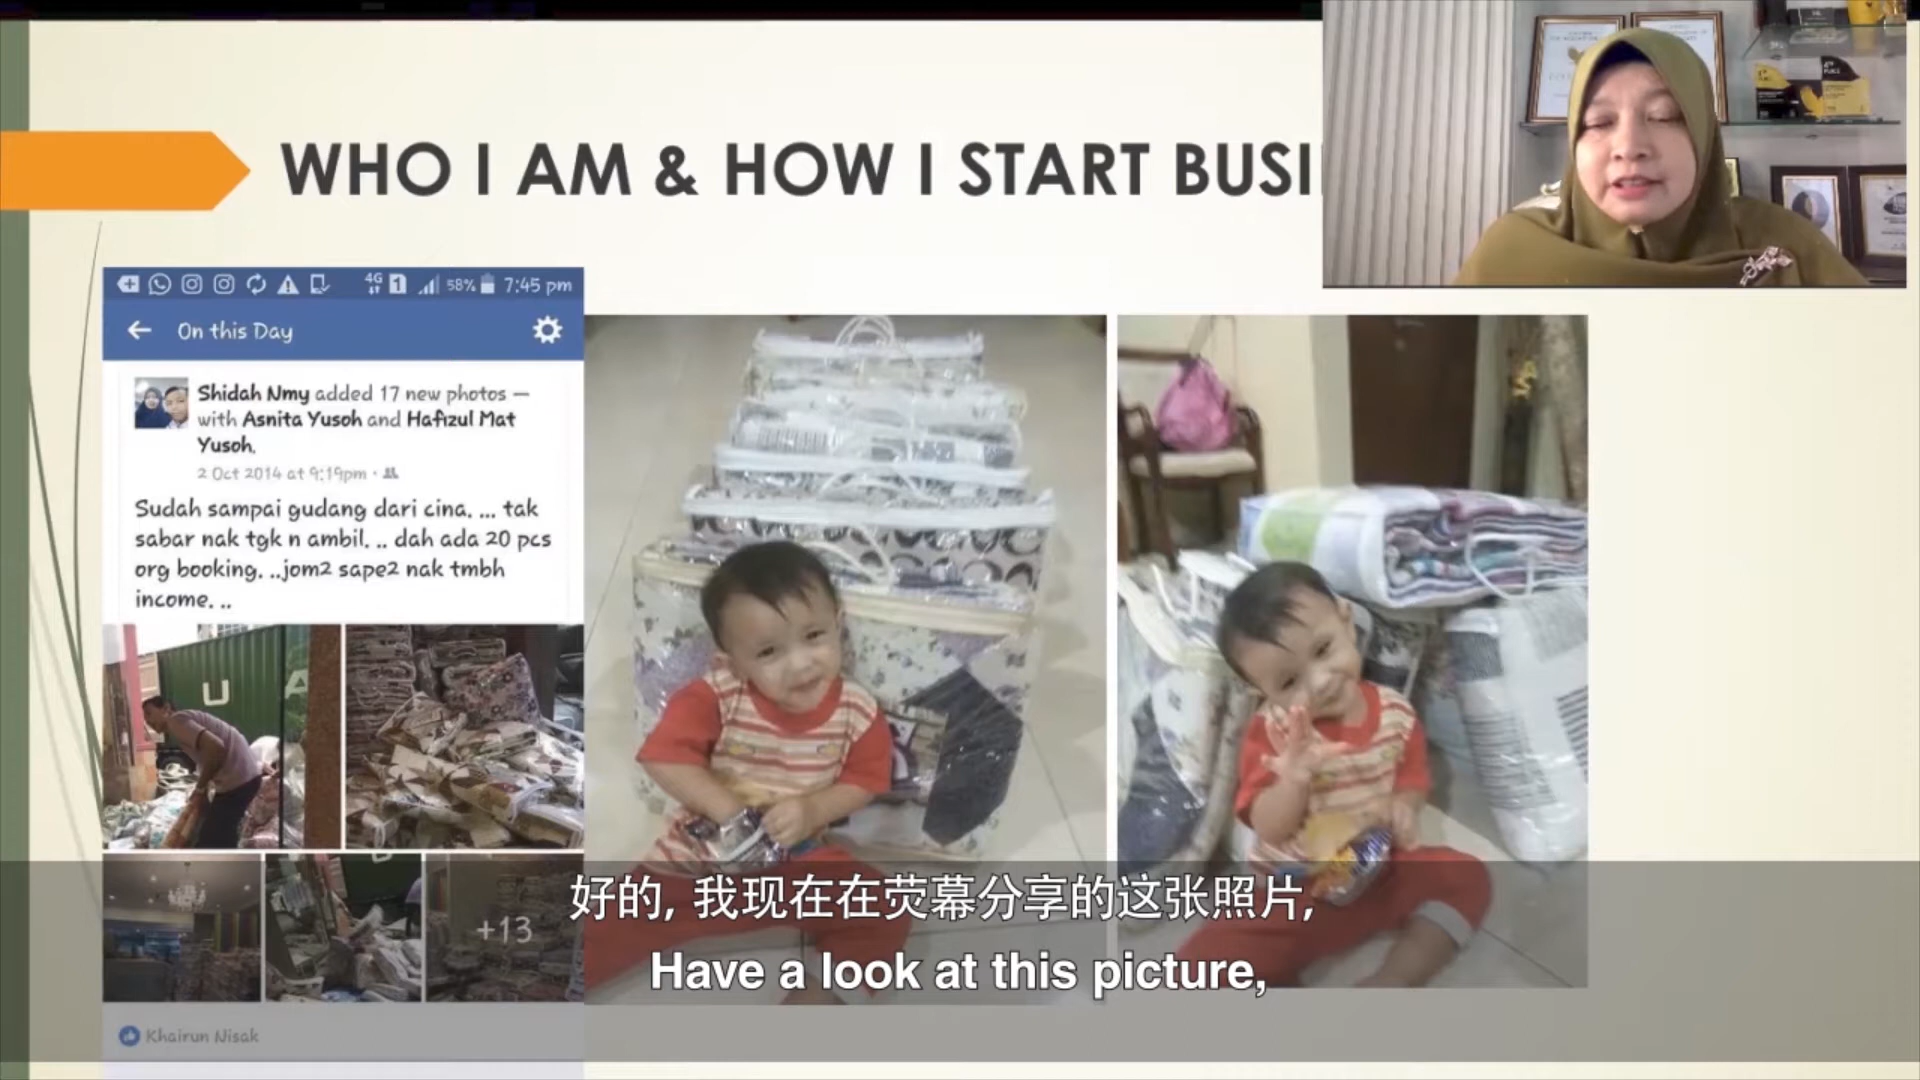 WHO I AM & HOW I START BUSI
4G
1
58%
7:45 pm
On this Day
Shidah Nmy added 17 new photos —
with Asnita Yusoh and Hafizul Mat
Yusoh.
2 Oct 2014 at 9:19pm ·
Sudah sampai gudang dari cina. ... tak
sabar nak tgk n ambil. .. dah ada 20 pcs
org booking. ..jom2 sape2 nak tmbh
income. ..
U A
+13
Khairun Nisak
好的, 我现在在荧幕分享的这张照片,
Have a look at this picture,